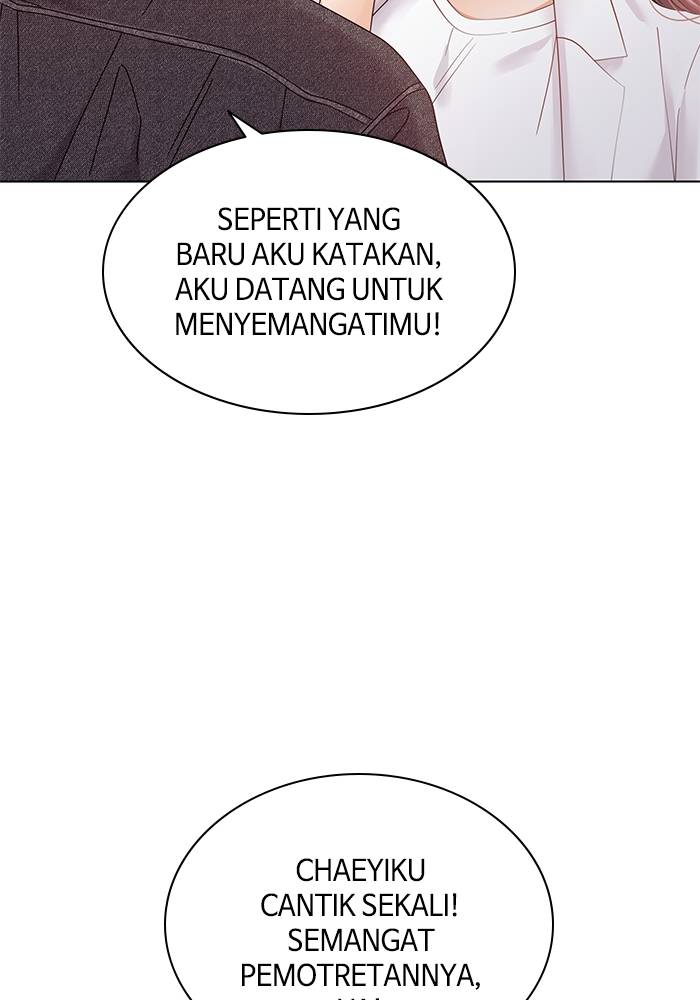 SEPERTI YANG
BARU AKU KATAKAN,
AKU DATANG UNTUK
MENYEMANGATIMU!
CHAEYIKU
CANTIK SEKALI!
SEMANGAT
PEMOTRETANNYA,